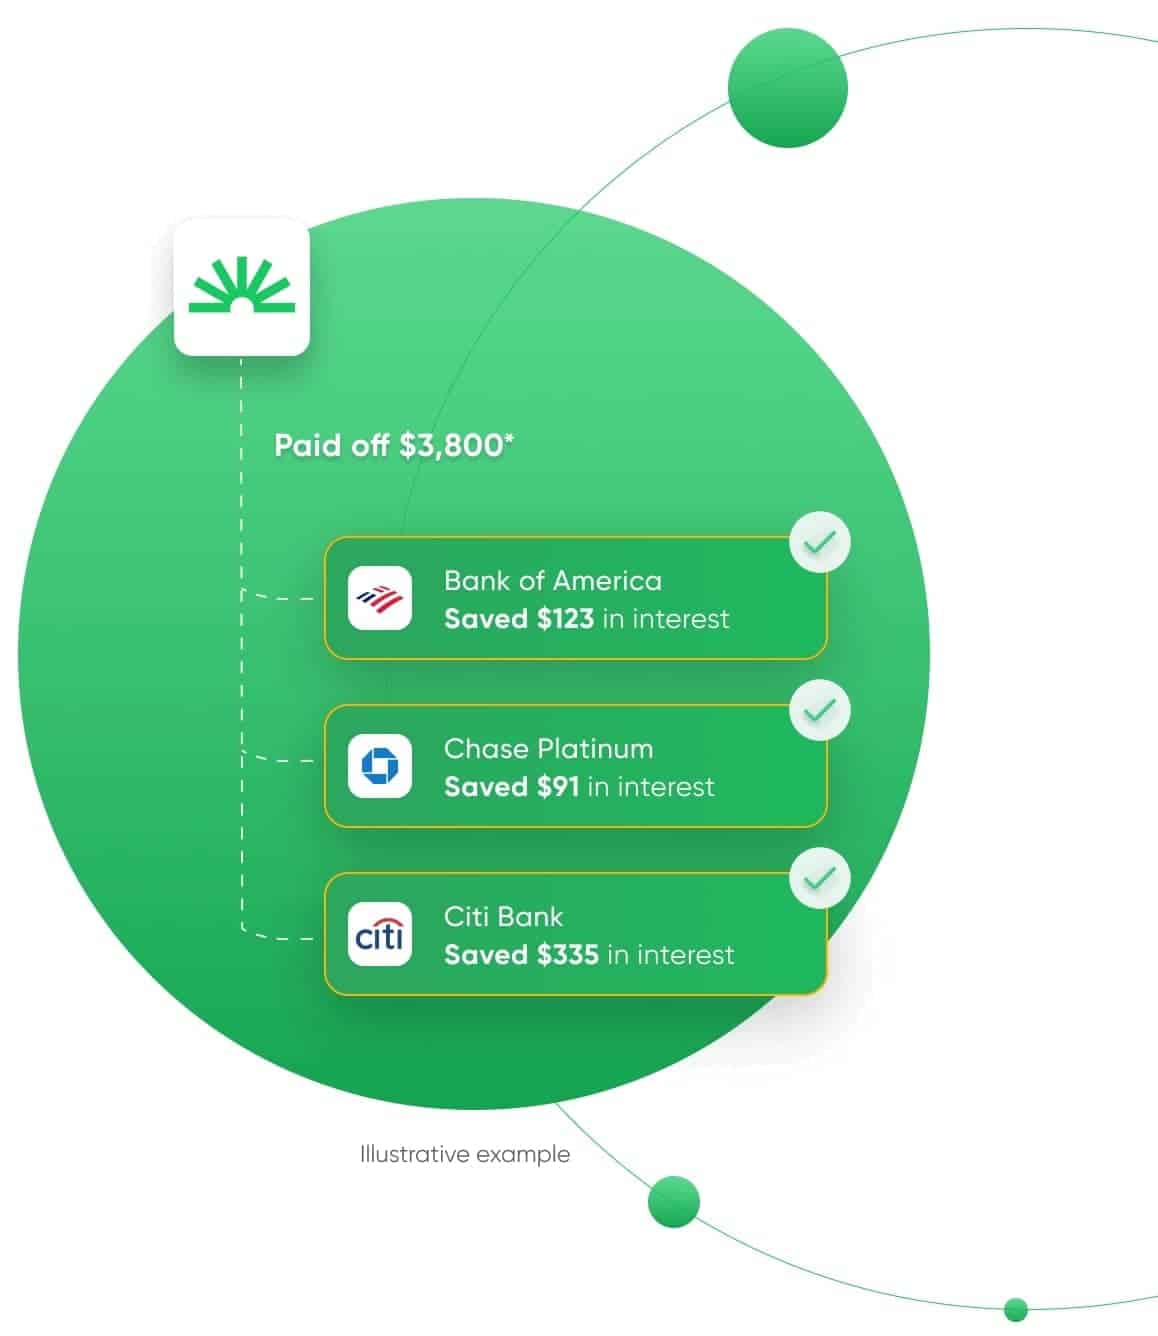 Paid off $3,800*
Bank of America
Saved $123 in interest
Chase Platinum
Saved $91 in interest
citi
Citi Bank
Saved $335 in interest
Illustrative example